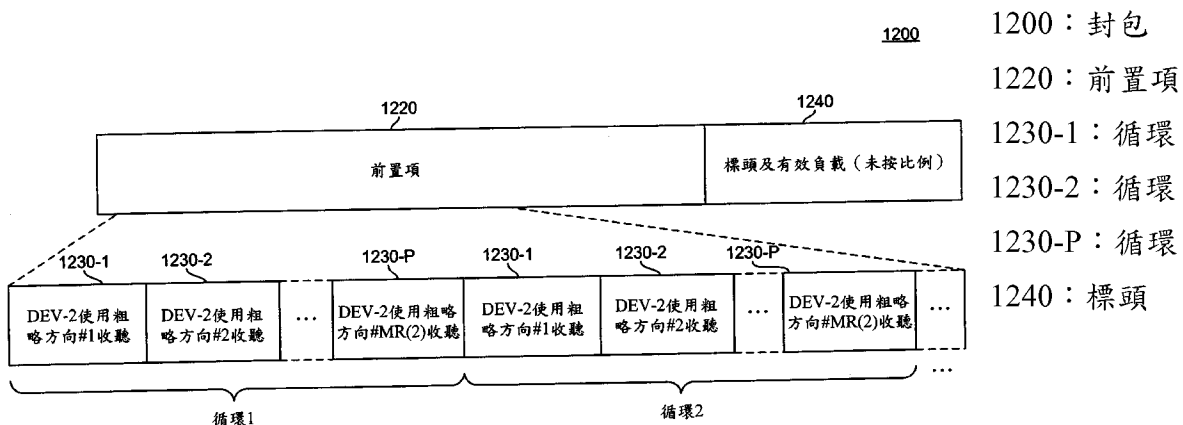 1200
1200：封包
1220：前置項
1230-1：循環
1230-2：循環
1230-P：循環
1240：標頭
1220
1240
前置項
標頭及有效負載（未按比例）
1230-1
1230-2
1230-P
1230-1
1230-2
1230-P
DEV-2使用粗
略方向#1收聽
DEV-2使用粗
略方向#2收聽
...
DEV-2使用粗略
方向#MR(2)收聽
DEV-2使用粗
略方向#1收聽
DEV-2使用粗
略方向#2收聽
...
DEV-2使用粗略
方向#MR(2)收聽
...
循環1
循環2
...